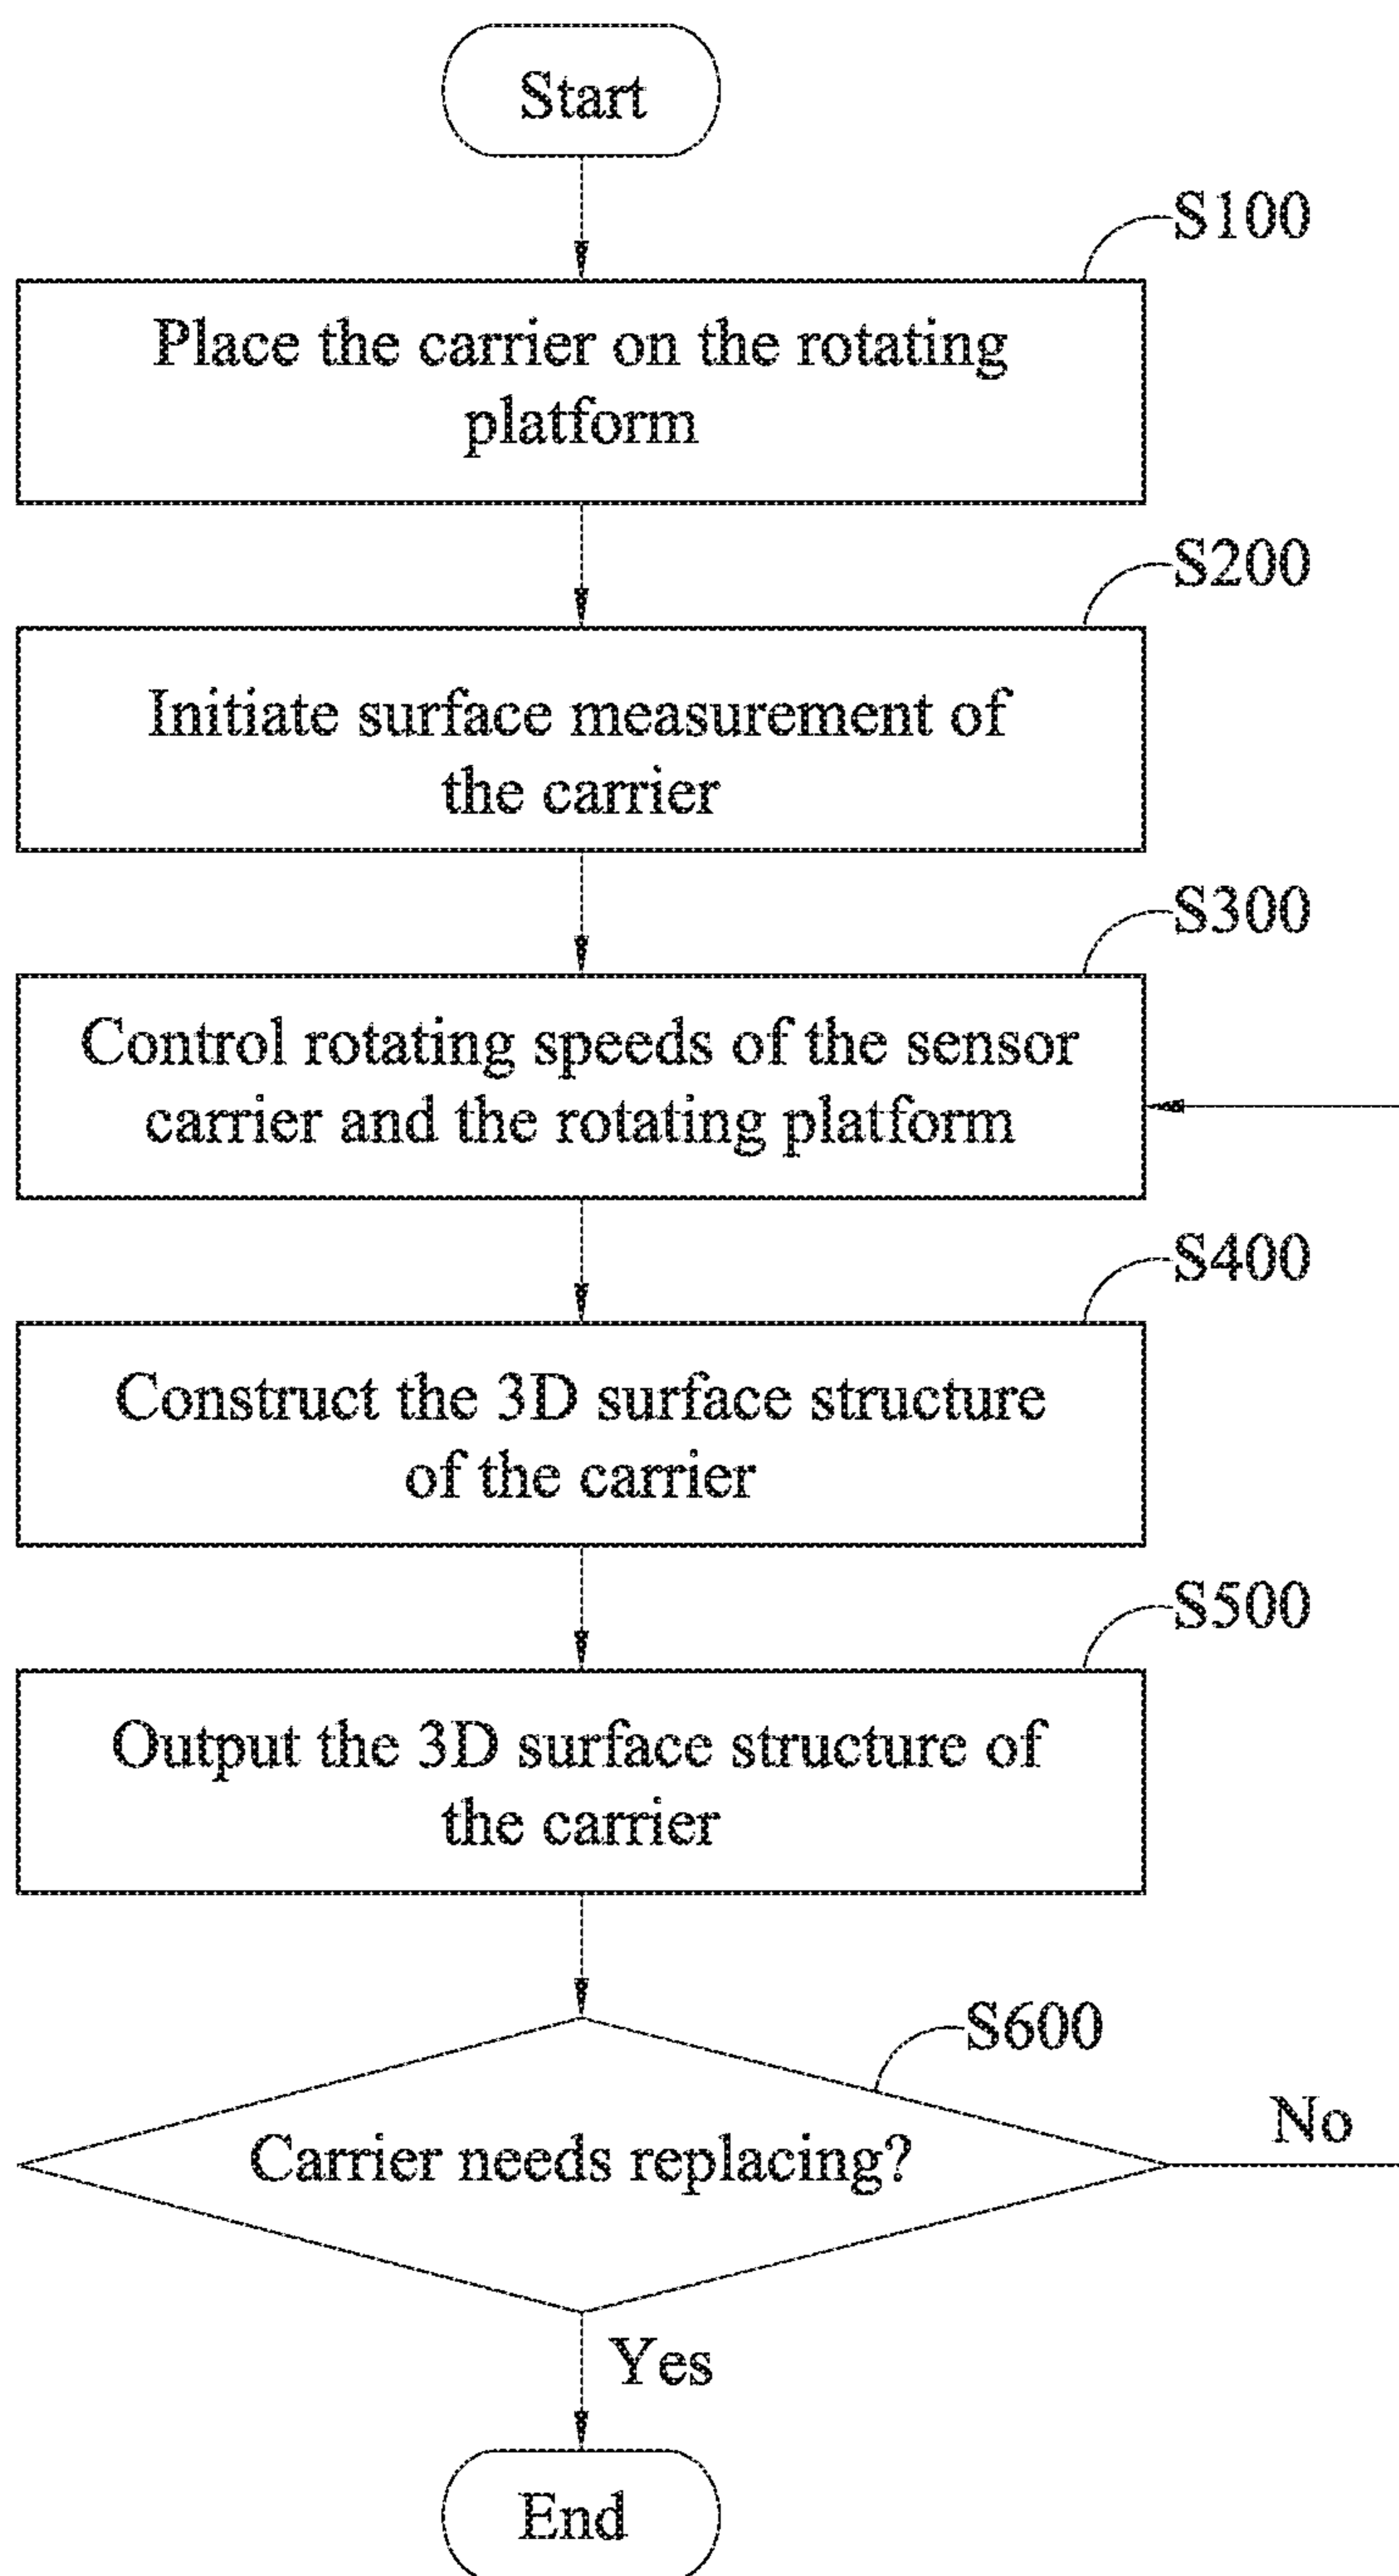 Start
S100
Place the carrier on the rotating
platform
S200
Initiate surface measurement of
the carrier
S300
Control rotating speeds of the sensor
carrier and the rotating platform
S400
Construct the 3D surface structure
of the carrier
S500
Output the 3D surface structure of
the carrier
S600
Carrier needs replacing?
No
Yes
End